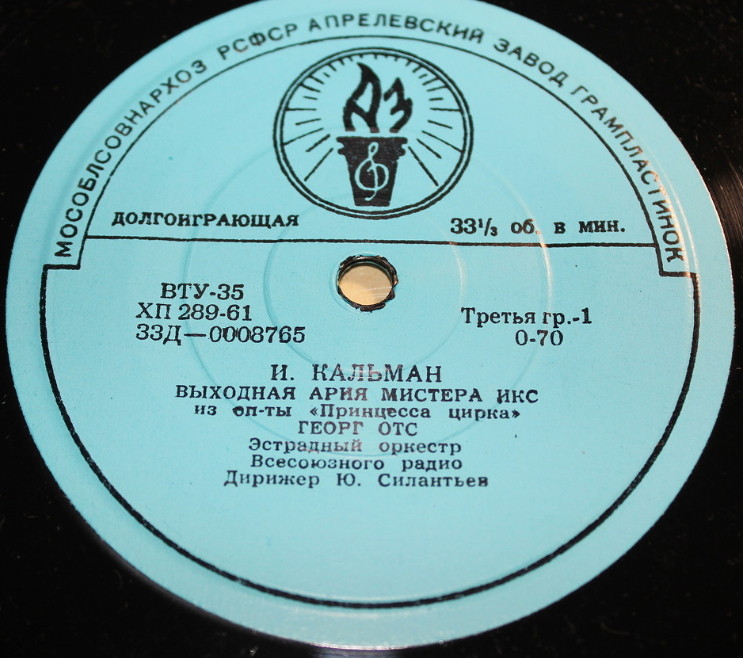 МОСОБЛСОВНАРХОЗ РСФСР АПРЕЛЕВСКИЙ ЗАВОД ГРАМПЛАСТИНОК
АЗ
ДОЛГОИГРАЮЩАЯ 33⅓ об. в мин.
ВТУ-35
ХП 289-61
33Д—0008765
Третья гр.-1
0-70
И. КАЛЬМАН
ВЫХОДНАЯ АРИЯ МИСТЕРА ИКС
из оп-ты «Принцесса цирка»
ГЕОРГ ОТС
Эстрадный оркестр
Всесоюзного радио
Дирижер Ю. Силантьев